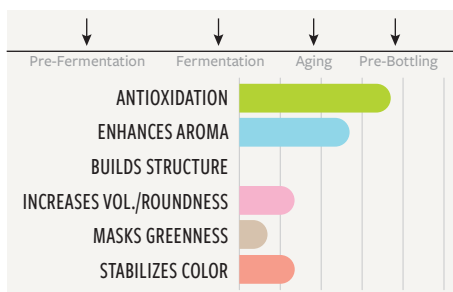 Pre-Fermentation Fermentation Aging Pre-Bottling
ANTIOXIDATION
ENHANCES AROMA
BUILDS STRUCTURE
INCREASES VOL./ROUNDNESS
MASKS GREENNESS
STABILIZES COLOR